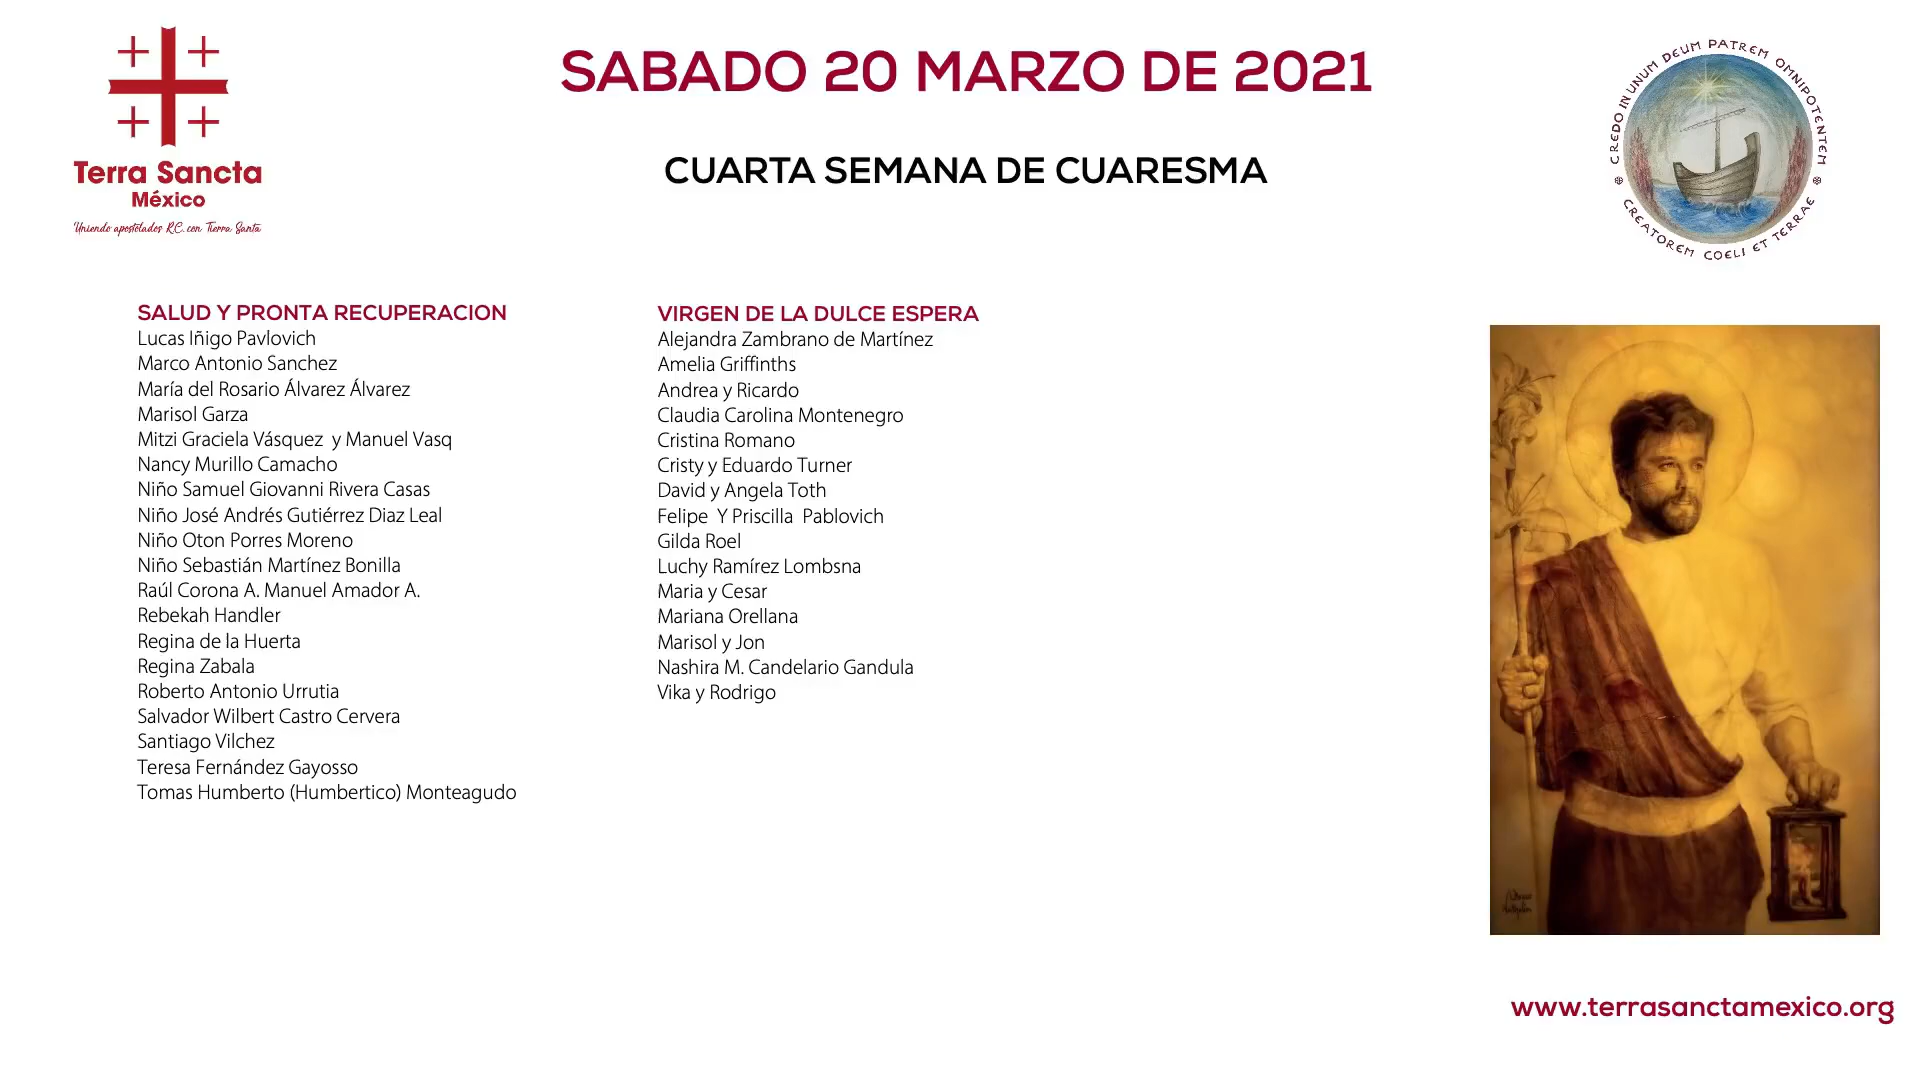 Terra Sancta
México
Uniendo apostolados R.C. con Tierra Santa
SABADO 20 MARZO DE 2021
CUARTA SEMANA DE CUARESMA
CREDO IN UNUM DEUM PATREM OMNIPOTENTEM
CREATOREM COELI ET TERRAE
SALUD Y PRONTA RECUPERACION
Lucas Iñigo Pavlovich
Marco Antonio Sanchez
María del Rosario Álvarez Álvarez
Marisol Garza
Mitzi Graciela Vásquez  y Manuel Vasq
Nancy Murillo Camacho
Niño Samuel Giovanni Rivera Casas
Niño José Andrés Gutiérrez Diaz Leal
Niño Oton Porres Moreno
Niño Sebastián Martínez Bonilla
Raúl Corona A. Manuel Amador A.
Rebekah Handler
Regina de la Huerta
Regina Zabala
Roberto Antonio Urrutia
Salvador Wilbert Castro Cervera
Santiago Vilchez
Teresa Fernández Gayosso
Tomas Humberto (Humbertico) Monteagudo
VIRGEN DE LA DULCE ESPERA
Alejandra Zambrano de Martínez
Amelia Griffinths
Andrea y Ricardo
Claudia Carolina Montenegro
Cristina Romano
Cristy y Eduardo Turner
David y Angela Toth
Felipe  Y Priscilla  Pablovich
Gilda Roel
Luchy Ramírez Lombsna
Maria y Cesar
Mariana Orellana
Marisol y Jon
Nashira M. Candelario Gandula
Vika y Rodrigo
www.terrasanctamexico.org